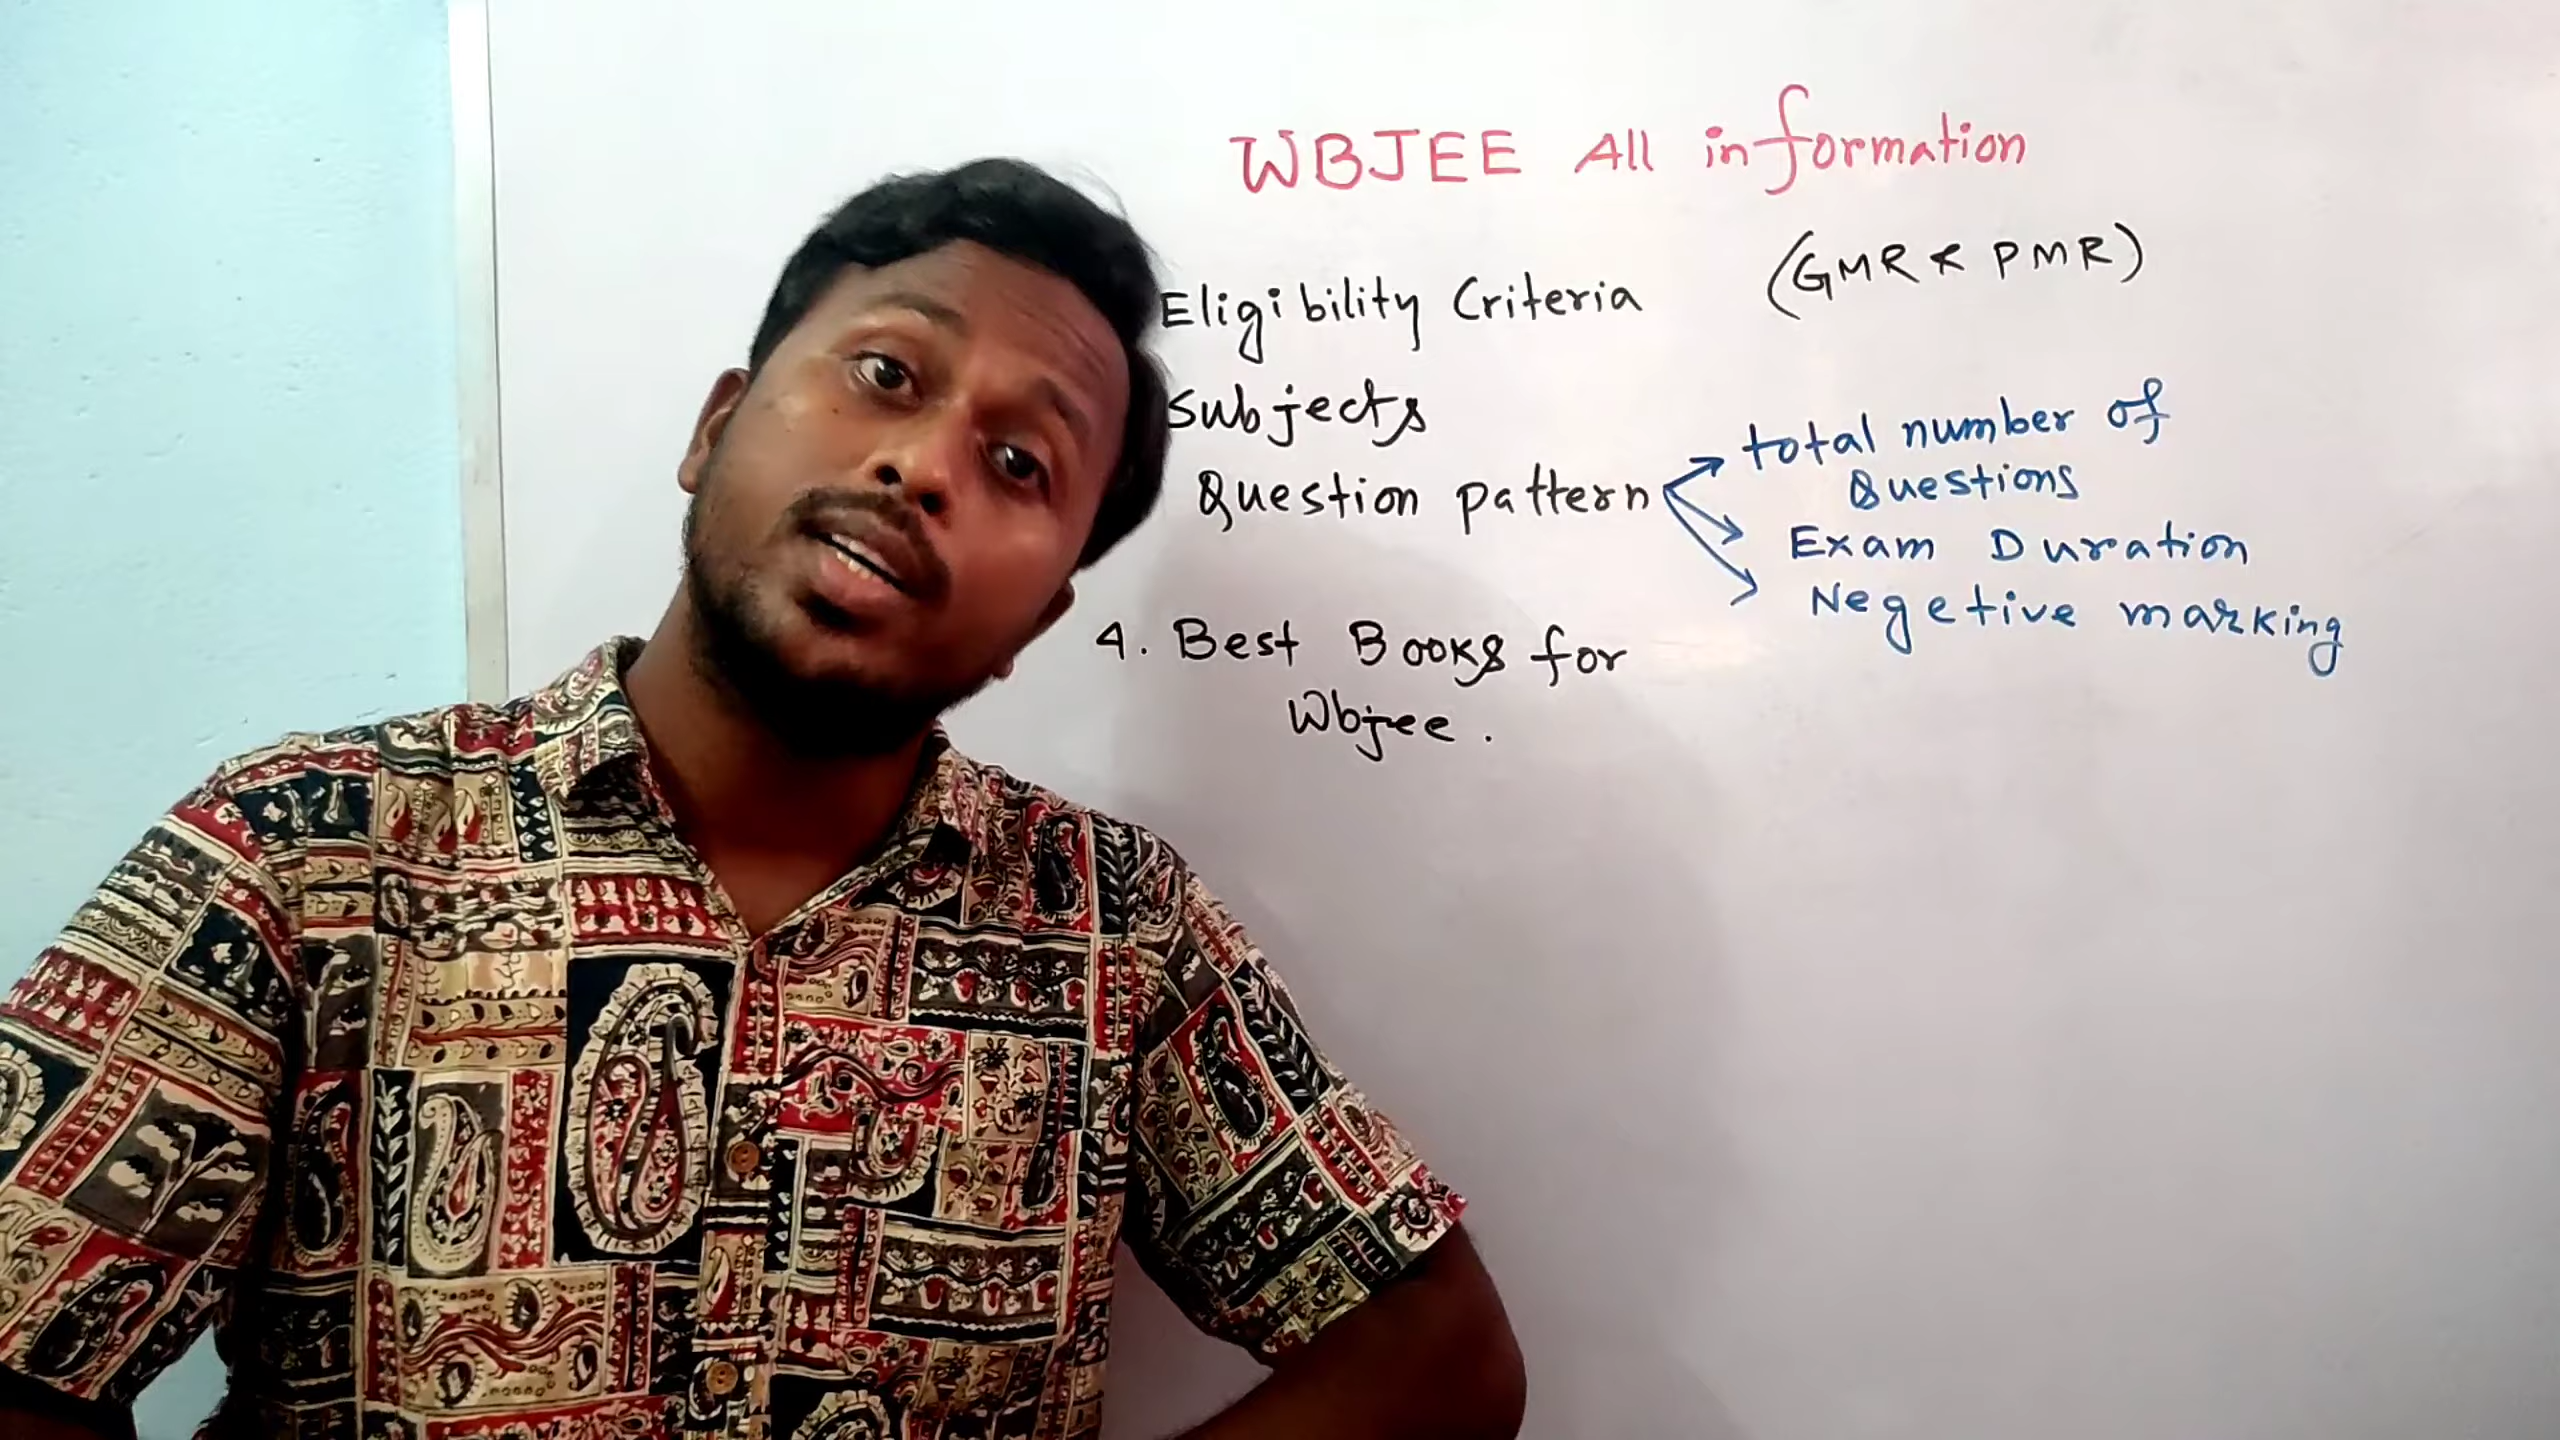 WBJEE All information
(GMR & PMR)
Eligibility Criteria
Subjects
Question pattern
total number of
Questions
Exam Duration
Negetive marking
4. Best Books for
Wbjee.